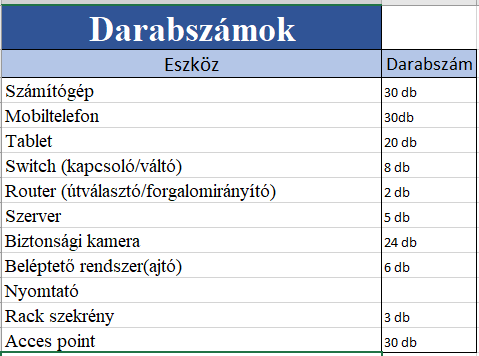 Darabszámok
Eszköz Darabszám
Számítógép 30 db
Mobiltelefon 30db
Tablet 20 db
Switch (kapcsoló/váltó) 8 db
Router (útválasztó/forgalomirányító) 2 db
Szerver 5 db
Biztonsági kamera 24 db
Beléptető rendszer(ajtó) 6 db
Nyomtató
Rack szekrény 3 db
Acces point 30 db